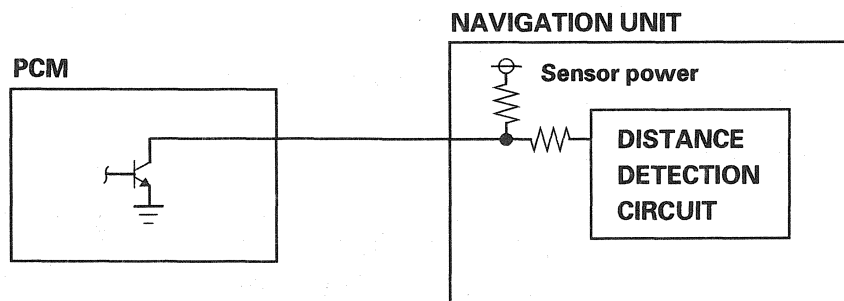 NAVIGATION UNIT
PCM
Sensor power
DISTANCE
DETECTION
CIRCUIT